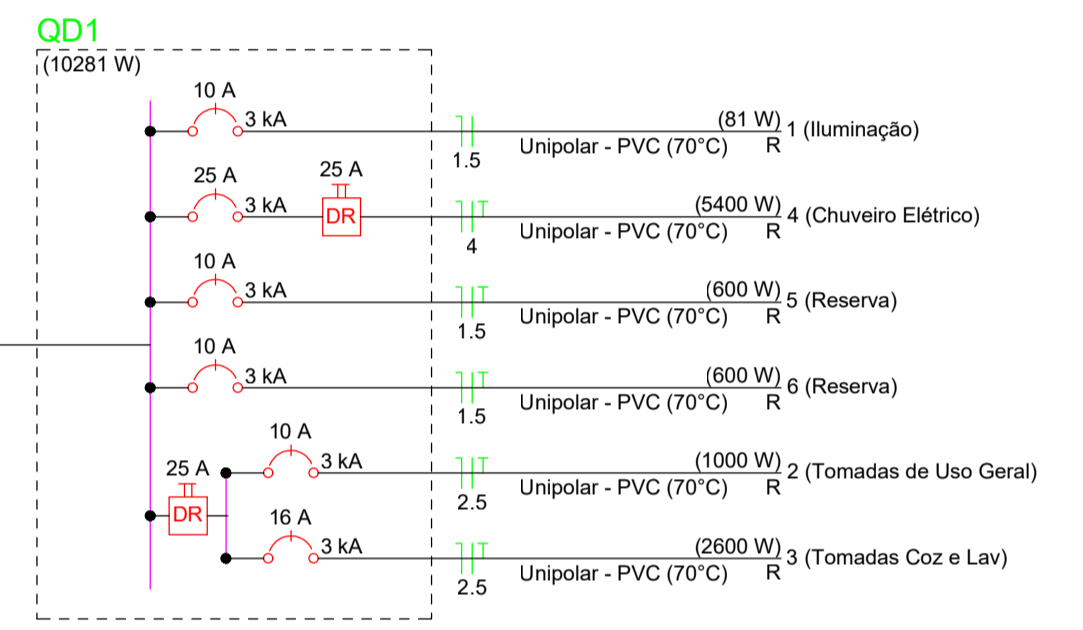 QD1
(10281 W)
10 A
3 kA
1.5
Unipolar - PVC (70°C)
(81 W)
R
1 (Iluminação)
25 A
3 kA
25 A
DR
4
Unipolar - PVC (70°C)
(5400 W)
R
4 (Chuveiro Elétrico)
10 A
3 kA
T
1.5
Unipolar - PVC (70°C)
(600 W)
R
5 (Reserva)
10 A
3 kA
1.5
Unipolar - PVC (70°C)
(600 W)
R
6 (Reserva)
25 A
DR
10 A
3 kA
2.5
Unipolar - PVC (70°C)
(1000 W)
R
2 (Tomadas de Uso Geral)
16 A
3 kA
2.5
Unipolar - PVC (70°C)
(2600 W)
R
3 (Tomadas Coz e Lav)